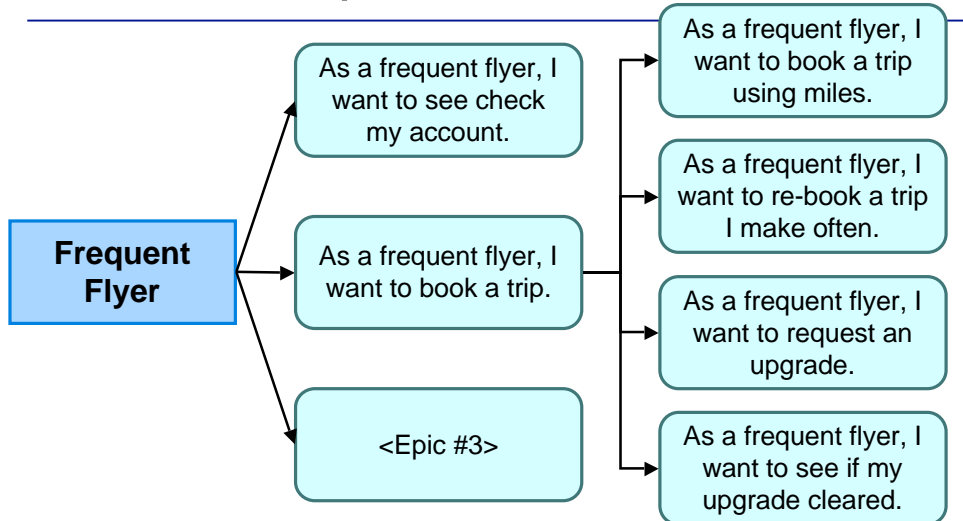 Frequent
Flyer
As a frequent flyer, I
want to see check
my account.
As a frequent flyer, I
want to book a trip.
<Epic #3>
As a frequent flyer, I
want to book a trip
using miles.
As a frequent flyer, I
want to re-book a trip
I make often.
As a frequent flyer, I
want to request an
upgrade.
As a frequent flyer, I
want to see if my
upgrade cleared.